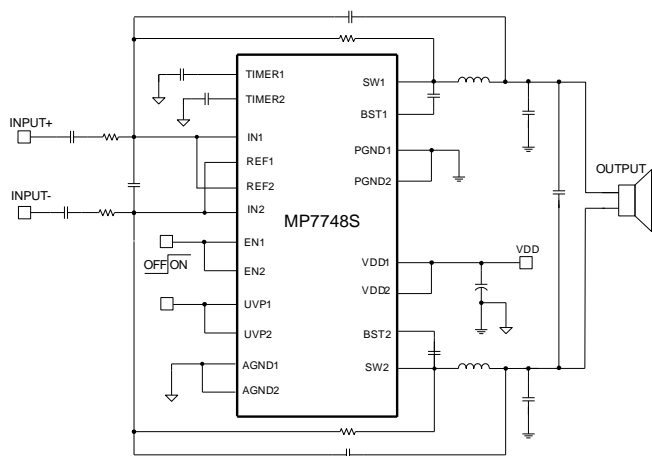 TIMER1
TIMER2
INPUT+
IN1
REF1
REF2
INPUT-
IN2
EN1
OFF ON
EN2
UVP1
UVP2
AGND1
AGND2
MP7748S
SW1
BST1
PGND1
PGND2
OUTPUT
VDD
VDD1
VDD2
BST2
SW2